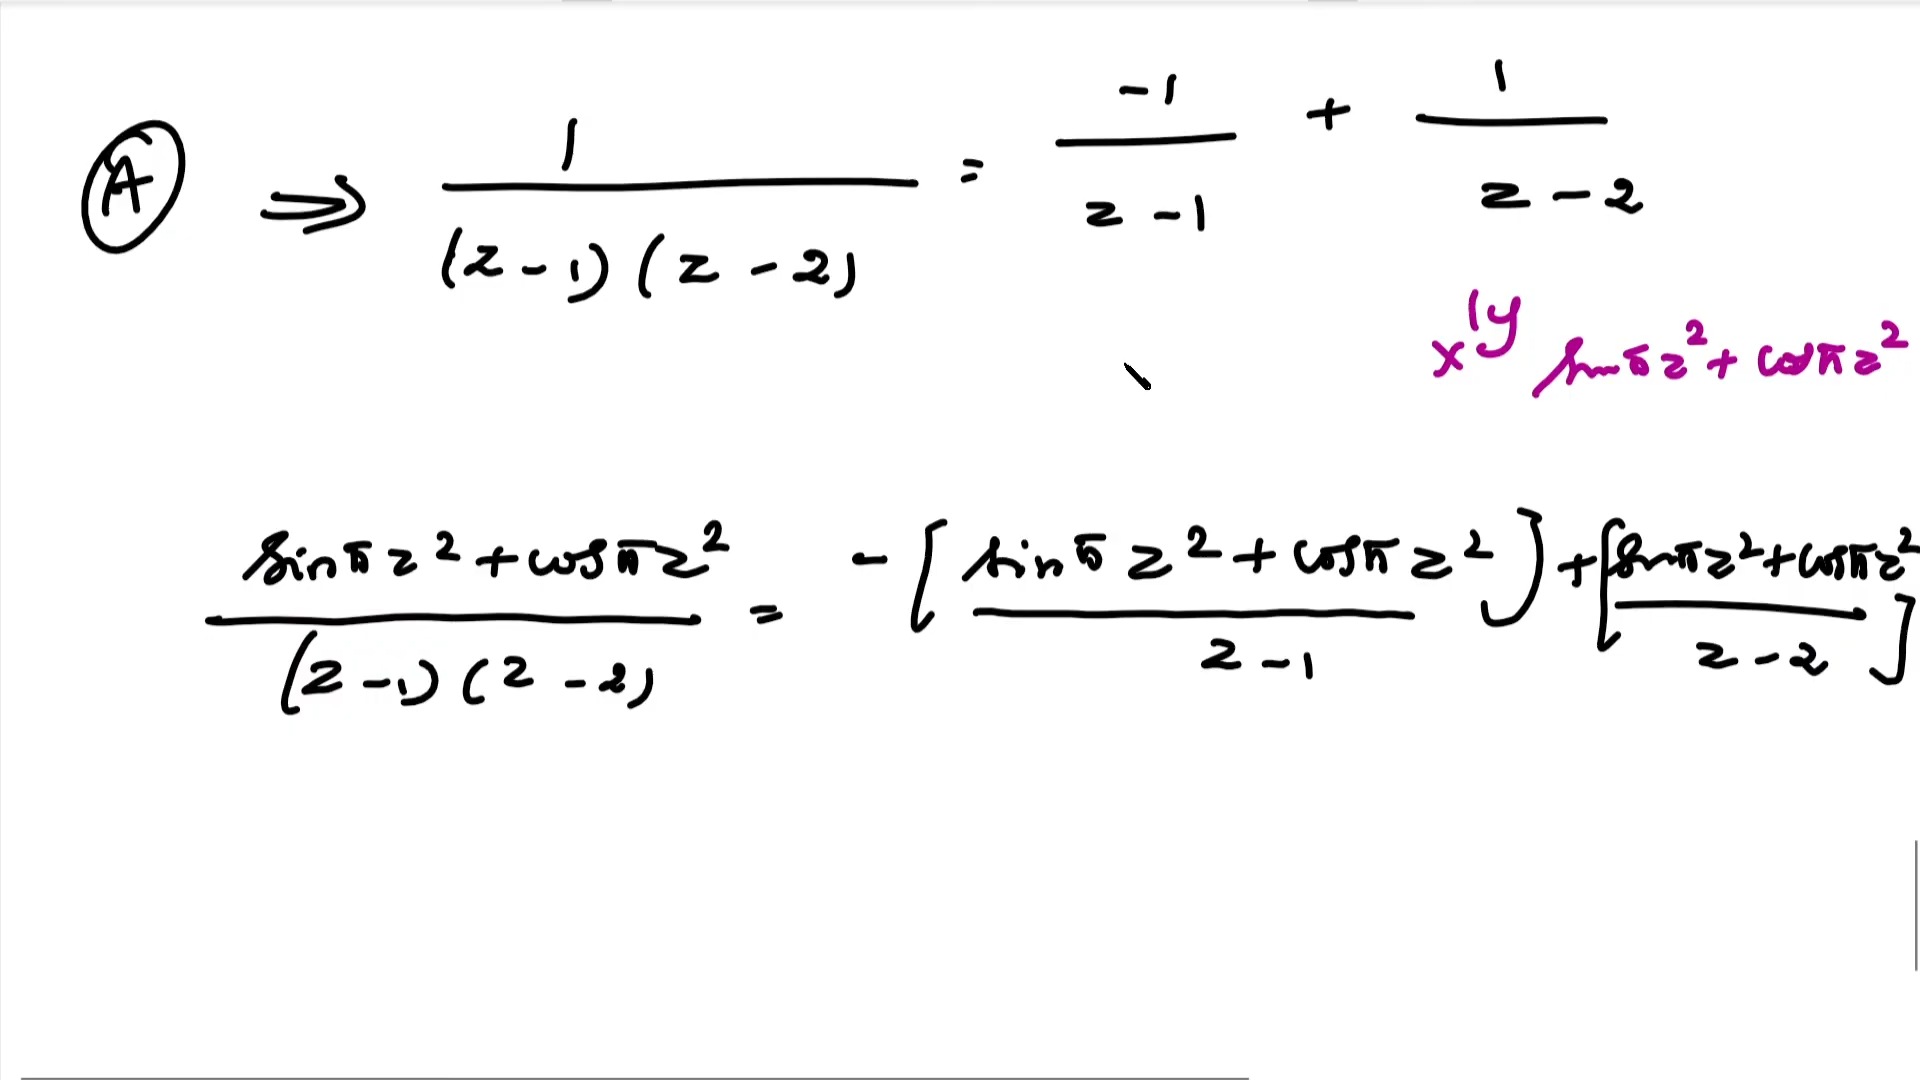 (A) ⇒ 1/((z-1)(z-2)) = -1/(z-1) + 1/(z-2)
x^ly sin πz² + cos πz²
(sin πz² + cos πz²)/((z-1)(z-2)) = -[(sin πz² + cos πz²)/(z-1)] + [(sin πz² + cos πz²)/(z-2)]